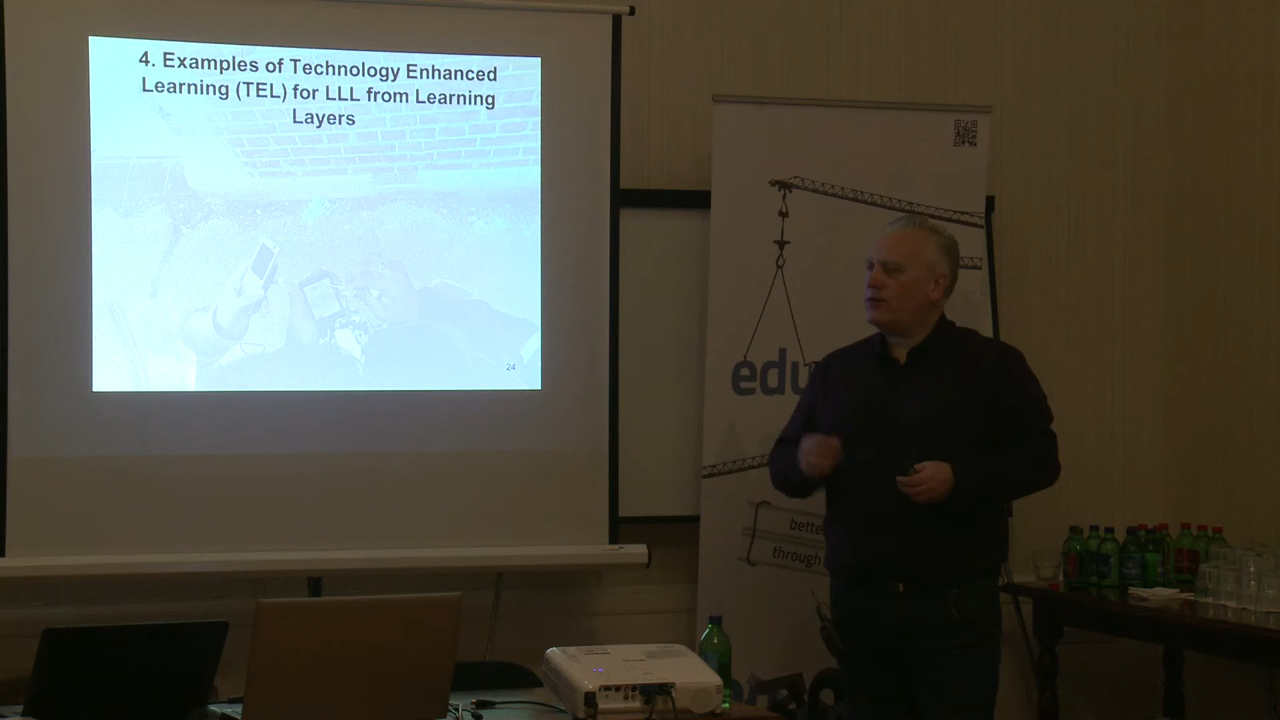 4. Examples of Technology Enhanced
Learning (TEL) for LLL from Learning
Layers
24
edu
bette
through